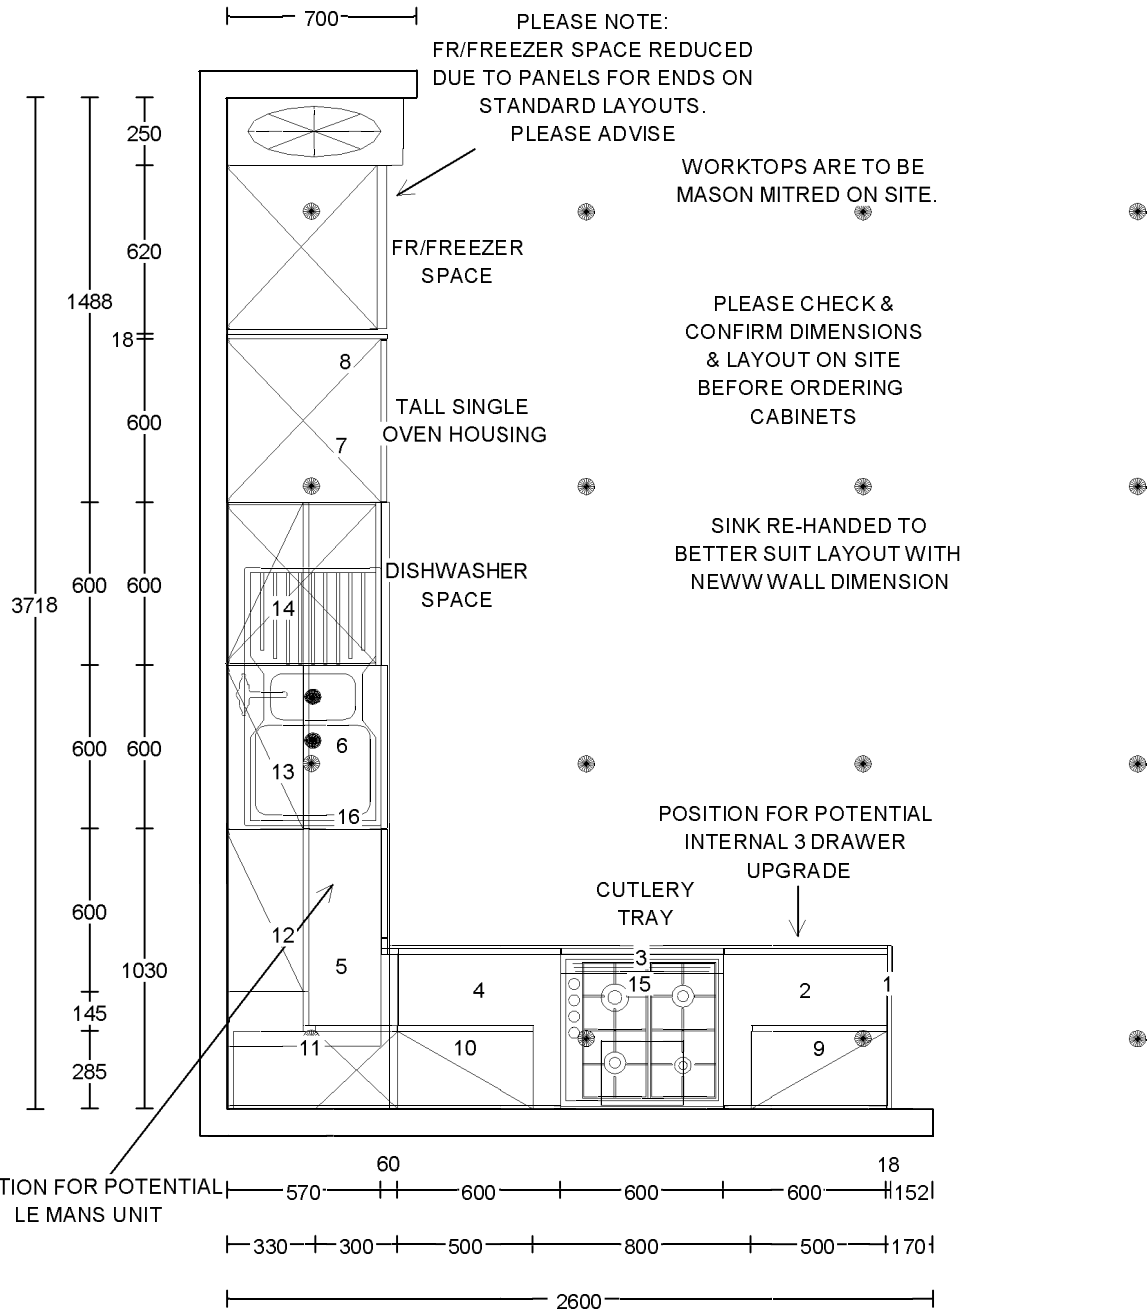 700
PLEASE NOTE:
FR/FREEZER SPACE REDUCED
DUE TO PANELS FOR ENDS ON
STANDARD LAYOUTS.
PLEASE ADVISE
WORKTOPS ARE TO BE
MASON MITRED ON SITE.
250
620
1488
18
600
3718
600
600
600
600
600
1030
145
285
FR/FREEZER
SPACE
8
7
TALL SINGLE
OVEN HOUSING
PLEASE CHECK &
CONFIRM DIMENSIONS
& LAYOUT ON SITE
BEFORE ORDERING
CABINETS
SINK RE-HANDED TO
BETTER SUIT LAYOUT WITH
NEWW WALL DIMENSION
DISHWASHER
SPACE
14
6
13
16
POSITION FOR POTENTIAL
INTERNAL 3 DRAWER
UPGRADE
CUTLERY
TRAY
12
5
4
3
15
2
1
11
10
9
TION FOR POTENTIAL
LE MANS UNIT
60
18
570
600
600
600
152
330
300
500
800
500
170
2600